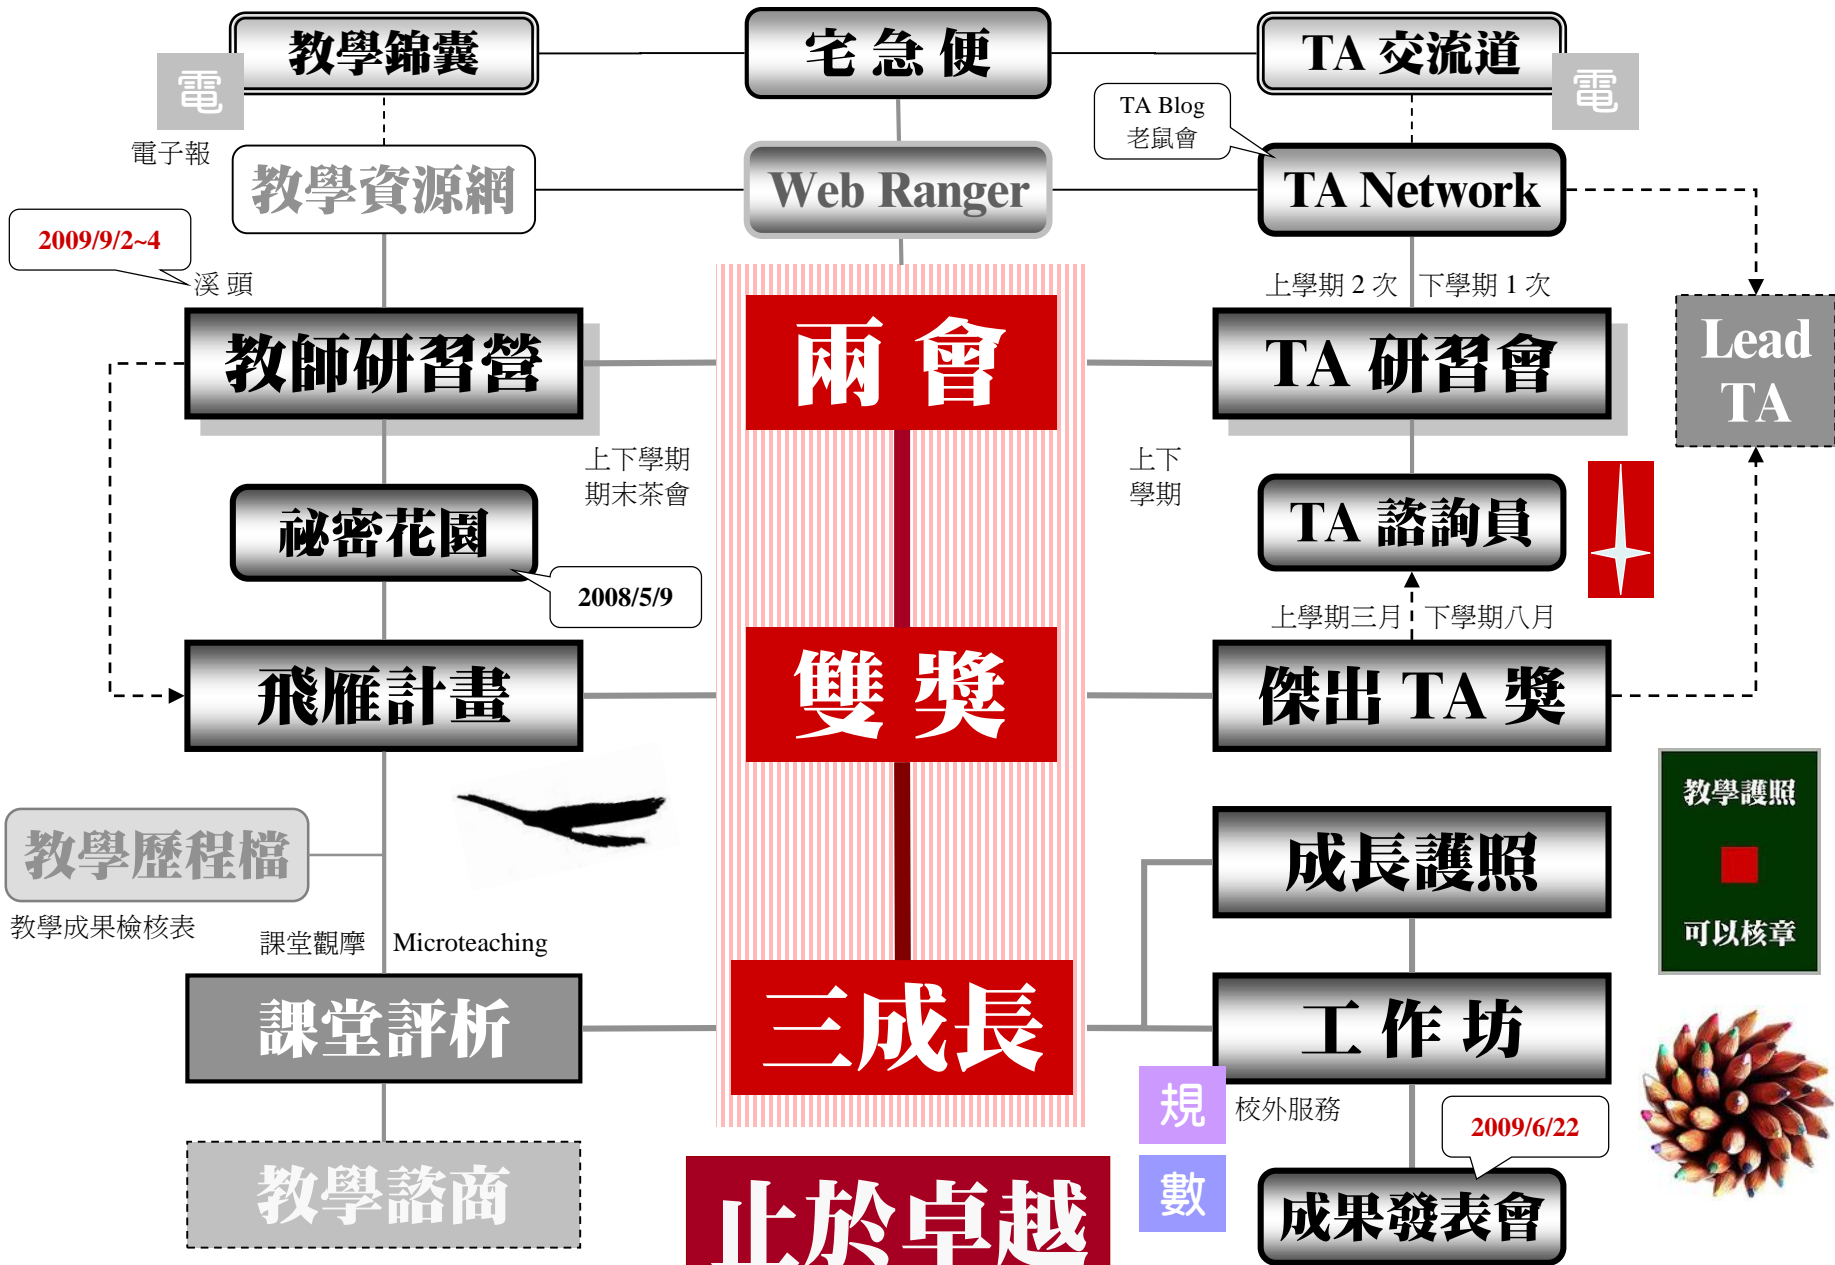 教學錦囊
宅 急 便
TA 交流道
電
電
電子報
TA Blog
老鼠會
教學資源網
Web Ranger
TA Network
2009/9/2~4
溪 頭
上學期 2 次
下學期 1 次
教師研習營
兩 會
TA 研習會
Lead
TA
上下學期
期末茶會
上下
學期
祕密花園
TA 諮詢員
2008/5/9
上學期三月
下學期八月
飛雁計畫
雙 獎
傑出 TA 獎
教學護照
可以核章
教學歷程檔
成長護照
教學成果檢核表
課堂觀摩
Microteaching
課堂評析
三成長
工 作 坊
規
校外服務
2009/6/22
數
教學諮商
止於卓越
成果發表會